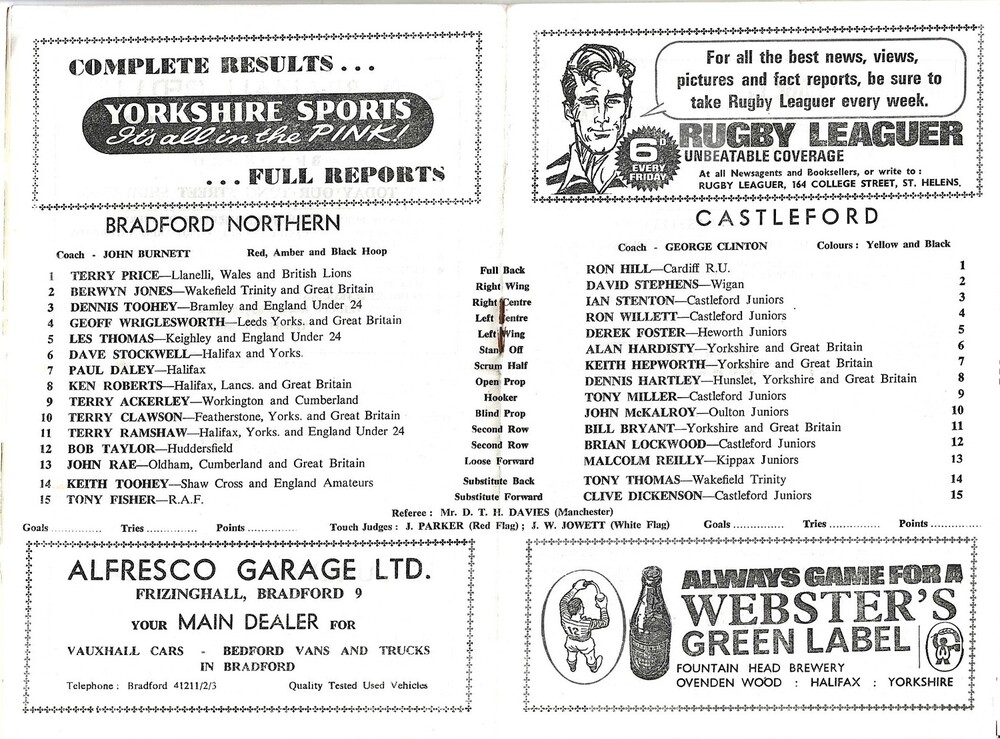 COMPLETE RESULTS . . .
YORKSHIRE SPORTS
It's all in the PINK!
. . . FULL REPORTS
For all the best news, views,
pictures and fact reports, be sure to
take Rugby Leaguer every week.
6D
EVERY
FRIDAY
RUGBY LEAGUER
UNBEATABLE COVERAGE
At all Newsagents and Booksellers, or write to :
RUGBY LEAGUER, 164 COLLEGE STREET, ST. HELENS.
BRADFORD NORTHERN
Coach - JOHN BURNETT Red, Amber and Black Hoop
CASTLEFORD
Coach - GEORGE CLINTON Colours : Yellow and Black
1 TERRY PRICE—Llanelli, Wales and British Lions Full Back RON HILL—Cardiff R.U. 1
2 BERWYN JONES—Wakefield Trinity and Great Britain Right Wing DAVID STEPHENS—Wigan 2
3 DENNIS TOOHEY—Bramley and England Under 24 Right Centre IAN STENTON—Castleford Juniors 3
4 GEOFF WRIGLESWORTH—Leeds Yorks. and Great Britain Left Centre RON WILLETT—Castleford Juniors 4
5 LES THOMAS—Keighley and England Under 24 Left Wing DEREK FOSTER—Heworth Juniors 5
6 DAVE STOCKWELL—Halifax and Yorks. Stand Off ALAN HARDISTY—Yorkshire and Great Britain 6
7 PAUL DALEY—Halifax Scrum Half KEITH HEPWORTH—Yorkshire and Great Britain 7
8 KEN ROBERTS—Halifax, Lancs. and Great Britain Open Prop DENNIS HARTLEY—Hunslet, Yorkshire and Great Britain 8
9 TERRY ACKERLEY—Workington and Cumberland Hooker TONY MILLER—Castleford Juniors 9
10 TERRY CLAWSON—Featherstone, Yorks. and Great Britain Blind Prop JOHN McKALROY—Oulton Juniors 10
11 TERRY RAMSHAW—Halifax, Yorks. and England Under 24 Second Row BILL BRYANT—Yorkshire and Great Britain 11
12 BOB TAYLOR—Huddersfield Second Row BRIAN LOCKWOOD—Castleford Juniors 12
13 JOHN RAE—Oldham, Cumberland and Great Britain Loose Forward MALCOLM REILLY—Kippax Juniors 13
14 KEITH TOOHEY—Shaw Cross and England Amateurs Substitute Back TONY THOMAS—Wakefield Trinity 14
15 TONY FISHER—R.A.F. Substitute Forward CLIVE DICKENSON—Castleford Juniors 15
Referee : Mr. D. T. H. DAVIES (Manchester)
Goals .............. Tries .............. Points .............. Touch Judges : J. PARKER (Red Flag) ; J. W. JOWETT (White Flag) Goals .............. Tries .............. Points ..............
ALFRESCO GARAGE LTD.
FRIZINGHALL, BRADFORD 9
YOUR MAIN DEALER FOR
VAUXHALL CARS - BEDFORD VANS AND TRUCKS
IN BRADFORD
Telephone : Bradford 41211/2/3 Quality Tested Used Vehicles
ALWAYS GAME FOR A
WEBSTER'S
GREEN LABEL
FOUNTAIN HEAD BREWERY
OVENDEN WOOD : HALIFAX : YORKSHIRE